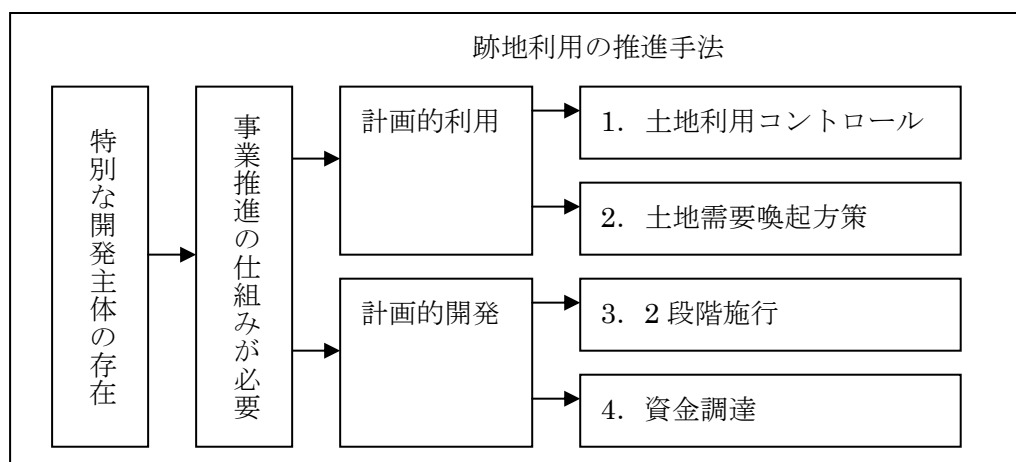 跡地利用の推進手法
特別な開発主体の存在
事業推進の仕組みが必要
計画的利用
1. 土地利用コントロール
2. 土地需要喚起方策
計画的開発
3. 2段階施行
4. 資金調達